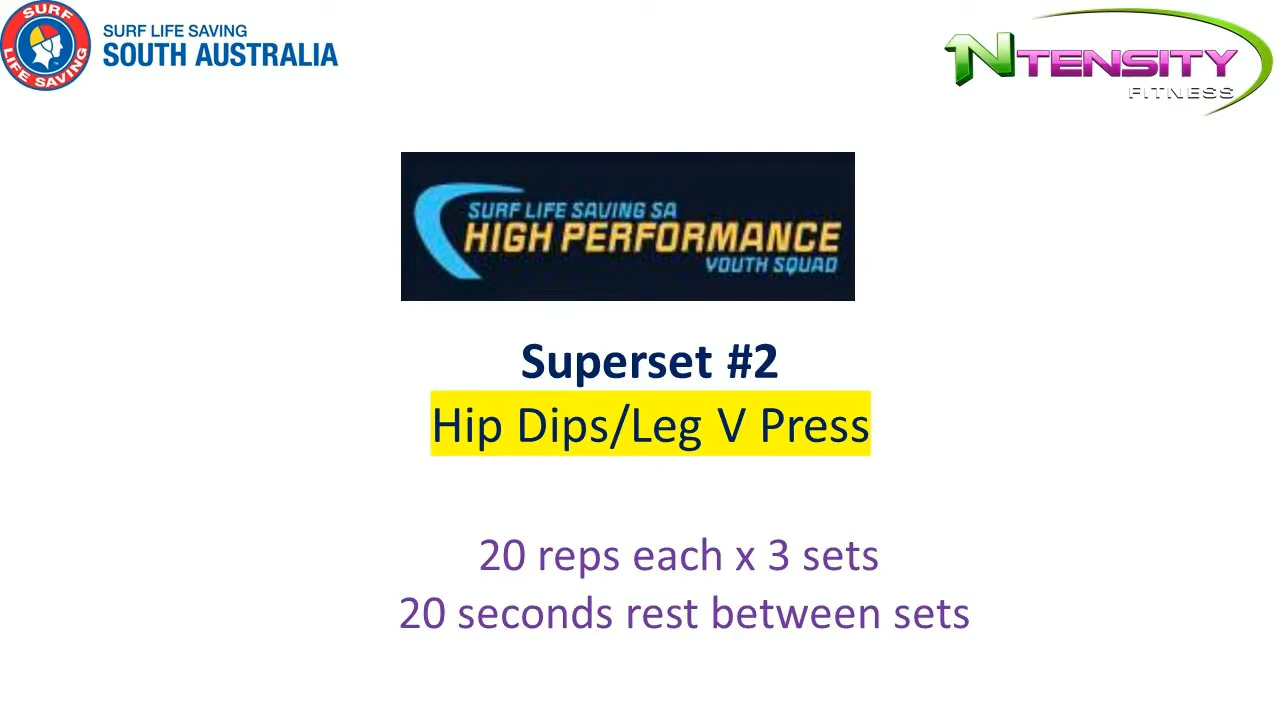 SURF
LIFE SAVING
SURF LIFE SAVING
SOUTH AUSTRALIA
NTENSITY
FITNESS
SURF LIFE SAVING SA
HIGH PERFORMANCE
YOUTH SQUAD
Superset #2
Hip Dips/Leg V Press
20 reps each x 3 sets
20 seconds rest between sets